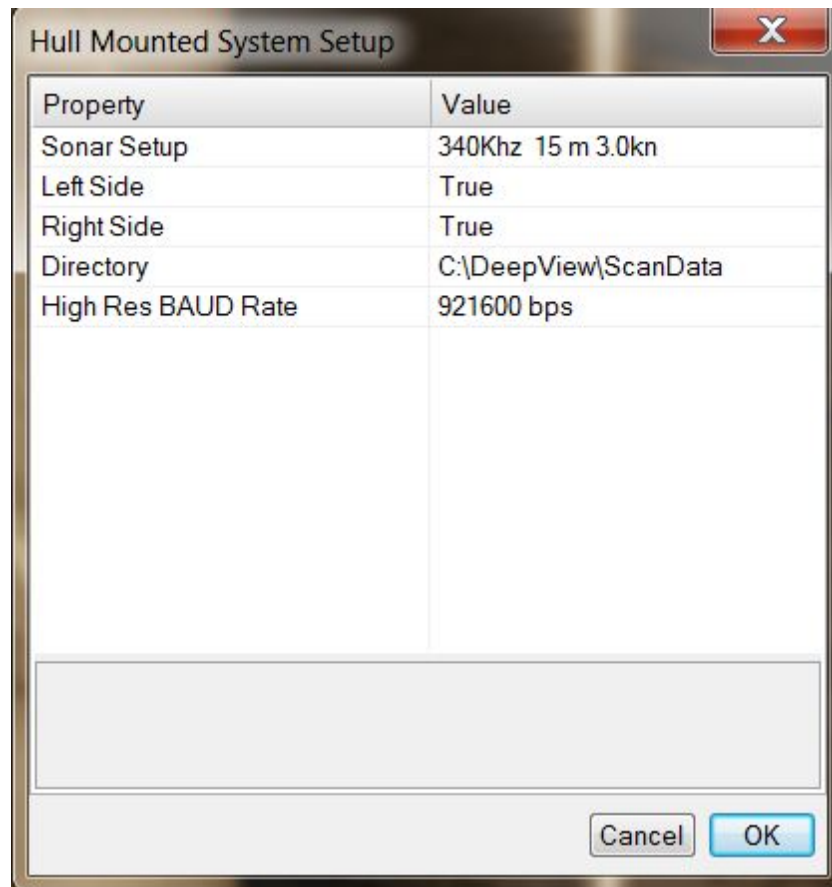 Hull Mounted System Setup
X
Property Value
Sonar Setup 340Khz 15 m 3.0kn
Left Side True
Right Side True
Directory C:\DeepView\ScanData
High Res BAUD Rate 921600 bps
Cancel OK